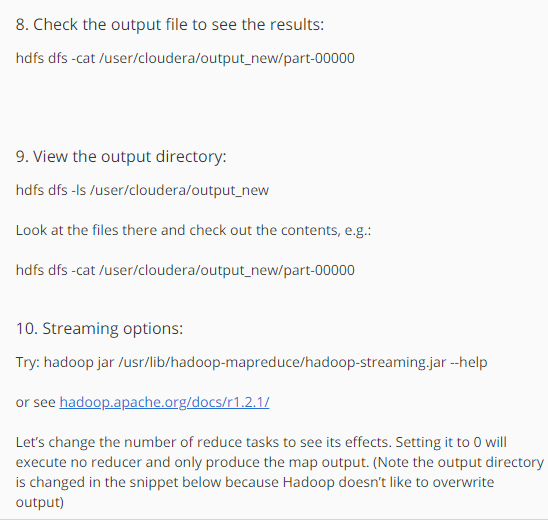 8. Check the output file to see the results:
hdfs dfs -cat /user/cloudera/output_new/part-00000
9. View the output directory:
hdfs dfs -ls /user/cloudera/output_new
Look at the files there and check out the contents, e.g.:
hdfs dfs -cat /user/cloudera/output_new/part-00000
10. Streaming options:
Try: hadoop jar /usr/lib/hadoop-mapreduce/hadoop-streaming.jar --help
or see hadoop.apache.org/docs/r1.2.1/
Let’s change the number of reduce tasks to see its effects. Setting it to 0 will
execute no reducer and only produce the map output. (Note the output directory
is changed in the snippet below because Hadoop doesn’t like to overwrite
output)